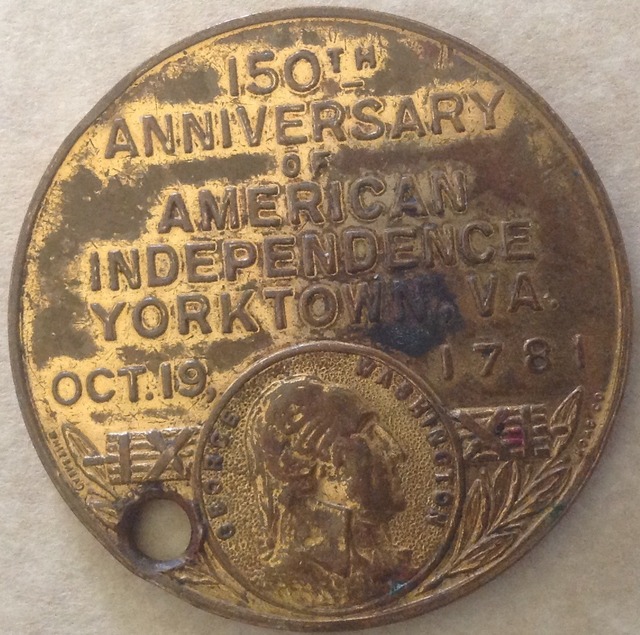 150TH
ANNIVERSARY
OF
AMERICAN
INDEPENDENCE
YORKTOWN, VA.
OCT. 19, 1781
GEORGE WASHINGTON